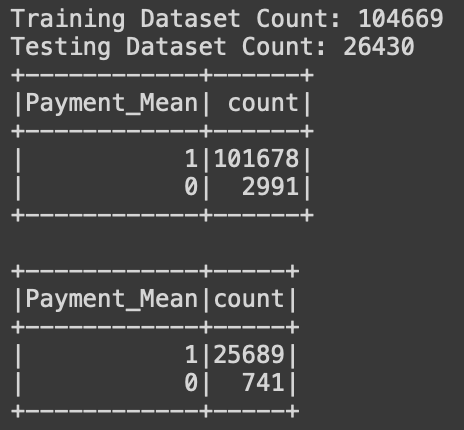 Training Dataset Count: 104669
Testing Dataset Count: 26430
+------------+------+
|Payment_Mean| count|
+------------+------+
|           1|101678|
|           0|  2991|
+------------+------+

+------------+-----+
|Payment_Mean|count|
+------------+-----+
|           1|25689|
|           0|  741|
+------------+-----+